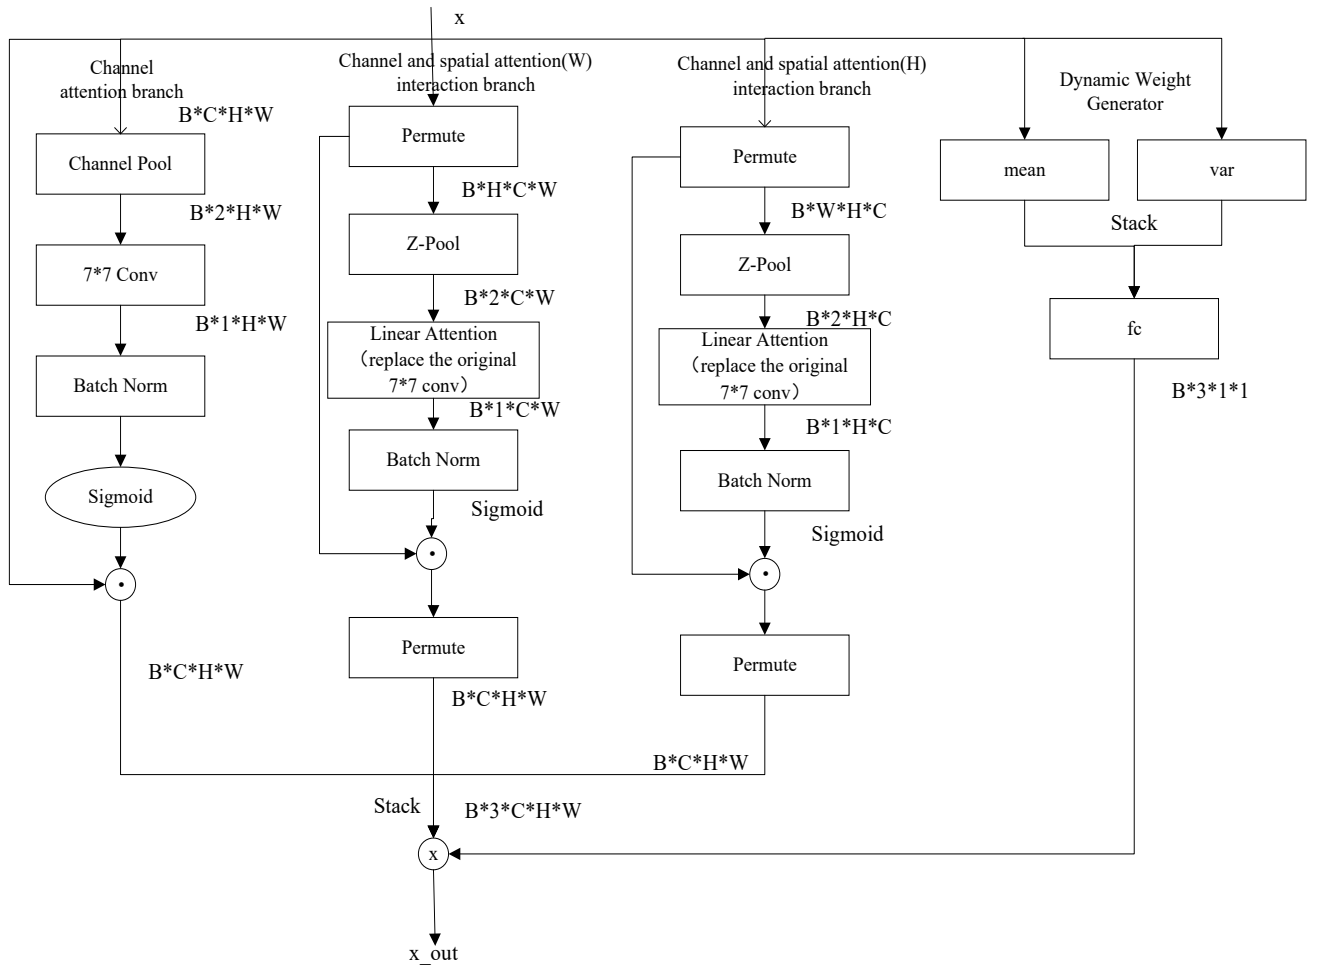 x
Channel
attention branch
B*C*H*W
Channel Pool
B*2*H*W
7*7 Conv
B*1*H*W
Batch Norm
Sigmoid
B*C*H*W
Channel and spatial attention(W)
interaction branch
Permute
B*H*C*W
Z-Pool
B*2*C*W
Linear Attention
（replace the original
7*7 conv）
B*1*C*W
Batch Norm
Sigmoid
Permute
B*C*H*W
Channel and spatial attention(H)
interaction branch
Permute
B*W*H*C
Z-Pool
B*2*H*C
Linear Attention
（replace the original
7*7 conv）
B*1*H*C
Batch Norm
Sigmoid
Permute
B*C*H*W
Dynamic Weight
Generator
mean
var
Stack
fc
B*3*1*1
Stack
B*3*C*H*W
x
x_out